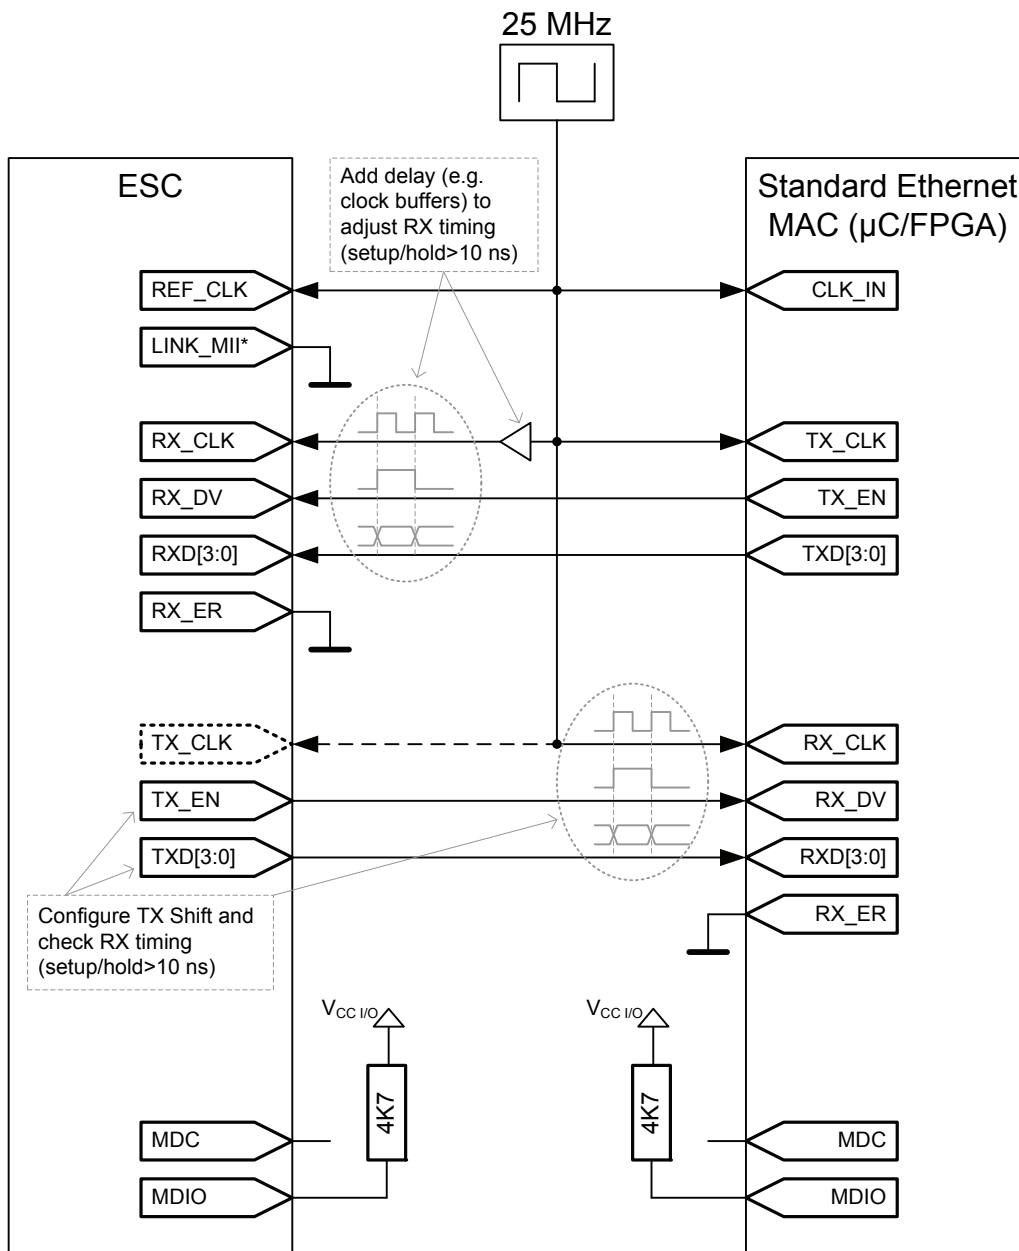 25 MHz
ESC
Add delay (e.g.
clock buffers) to
adjust RX timing
(setup/hold>10 ns)
Standard Ethernet
MAC (µC/FPGA)
REF_CLK
CLK_IN
LINK_MII*
RX_CLK
TX_CLK
RX_DV
TX_EN
RXD[3:0]
TXD[3:0]
RX_ER
TX_CLK
RX_CLK
TX_EN
RX_DV
TXD[3:0]
RXD[3:0]
Configure TX Shift and
check RX timing
(setup/hold>10 ns)
RX_ER
VCC I/O
VCC I/O
4K7
4K7
MDC
MDC
MDIO
MDIO